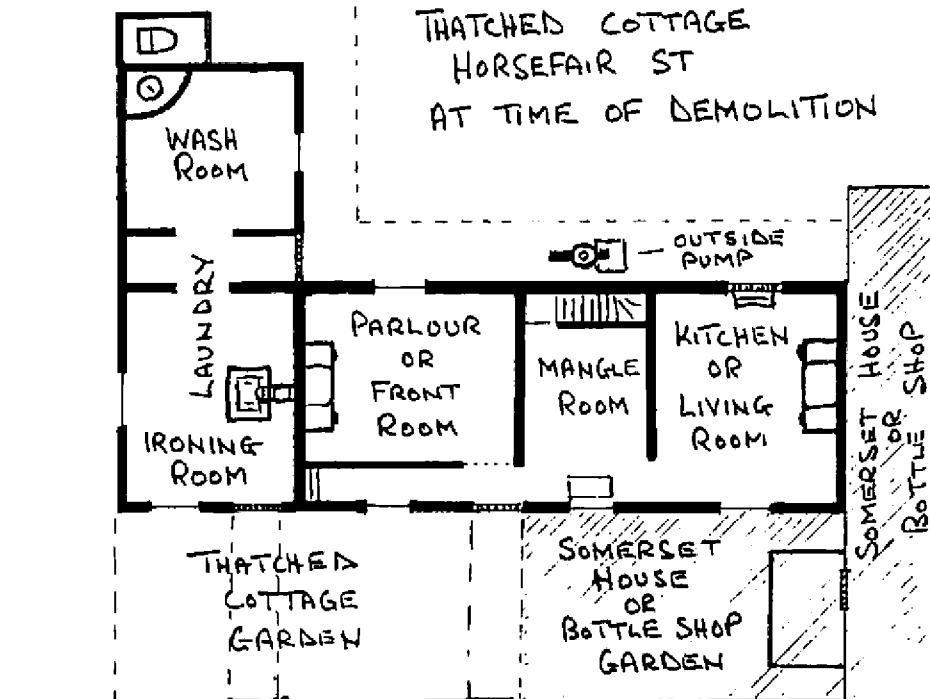 THATCHED COTTAGE
HORSEFAIR ST
AT TIME OF DEMOLITION
WASH
ROOM
OUTSIDE
PUMP
LAUNDRY
PARLOUR
OR
FRONT
ROOM
MANGLE
ROOM
KITCHEN
OR
LIVING
ROOM
IRONING
ROOM
SOMERSET HOUSE
OR
BOTTLE SHOP
THATCHED
COTTAGE
GARDEN
SOMERSET
HOUSE
OR
BOTTLE SHOP
GARDEN